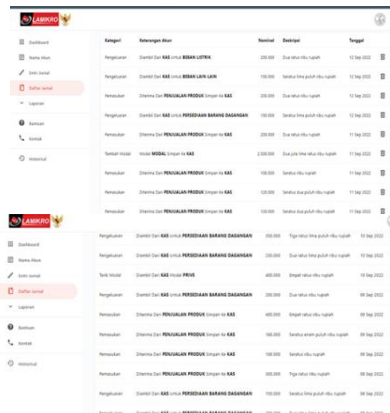 LAMIKRO
Kategori Keterangan Akun Nominal Deskripsi Tanggal
Dashboard
Nama Akun
Entri Jurnal
Daftar Jurnal
Laporan
Bantuan
Kontak
Historical
Pengeluaran Diambil Dari KAS untuk BEBAN LISTRIK 200.000 Dua ratus ribu rupiah 12 Sep 2022
Pengeluaran Diambil Dari KAS untuk BEBAN LAIN LAIN Seratus lima puluh ribu rupiah 12 Sep 2022
Pemasukan Diterima Dari PENJUALAN PRODUK Simpan Ke KAS Dua ratus ribu rupiah 12 Sep 2022
Pengeluaran Diambil Dari KAS untuk PERSEDIAAN BARANG DAGANGAN Seratus lima puluh ribu rupiah 12 Sep 2022
Pemasukan Diterima Dari PENJUALAN PRODUK Simpan Ke KAS 200.000 Dua ratus ribu rupiah 11 Sep 2022
Tambah Modal Modal MODAL Simpan Ke KAS 2.500.000 Dua juta lima ratus ribu rupiah 11 Sep 2022
Pemasukan Diterima Dari PENJUALAN PRODUK Simpan Ke KAS 100.000 Seratus ribu rupiah 11 Sep 2022
Pemasukan Diterima Dari PENJUALAN PRODUK Simpan Ke KAS 120.000 Seratus dua puluh ribu rupiah 11 Sep 2022
Pemasukan Diterima Dari PENJUALAN PRODUK Simpan Ke KAS 120.000 Seratus dua puluh ribu rupiah 11 Sep 2022
LAMIKRO
Dashboard
Nama Akun
Entri Jurnal
Daftar Jurnal
Laporan
Bantuan
Kontak
Historical
Pengeluaran Diambil Dari KAS untuk PERSEDIAAN BARANG DAGANGAN 350.000 Tiga ratus lima puluh ribu rupiah 10 Sep 2022
Pengeluaran Diambil Dari KAS untuk PERSEDIAAN BARANG DAGANGAN Dua ratus lima puluh ribu rupiah 10 Sep 2022
Tarik Modal Diambil Dari KAS Modal PRIVE 400.000 Empat ratus ribu rupiah 10 Sep 2022
Pengeluaran Diambil Dari KAS untuk PERSEDIAAN BARANG DAGANGAN 200.000 Dua ratus ribu rupiah 09 Sep 2022
Pemasukan Diterima Dari PENJUALAN PRODUK Simpan Ke KAS 400.000 Empat ratus ribu rupiah 09 Sep 2022
Pemasukan Diterima Dari PENJUALAN PRODUK Simpan Ke KAS 160.000 Seratus enam puluh ribu rupiah 09 Sep 2022
Pemasukan Diterima Dari PENJUALAN PRODUK Simpan Ke KAS 100.000 Seratus ribu rupiah 09 Sep 2022
Pemasukan Diterima Dari PENJUALAN PRODUK Simpan Ke KAS 300.000 Tiga ratus ribu rupiah 09 Sep 2022
Pengeluaran Diambil Dari KAS untuk PERSEDIAAN BARANG DAGANGAN 150.000 Seratus lima puluh ribu rupiah 09 Sep 2022